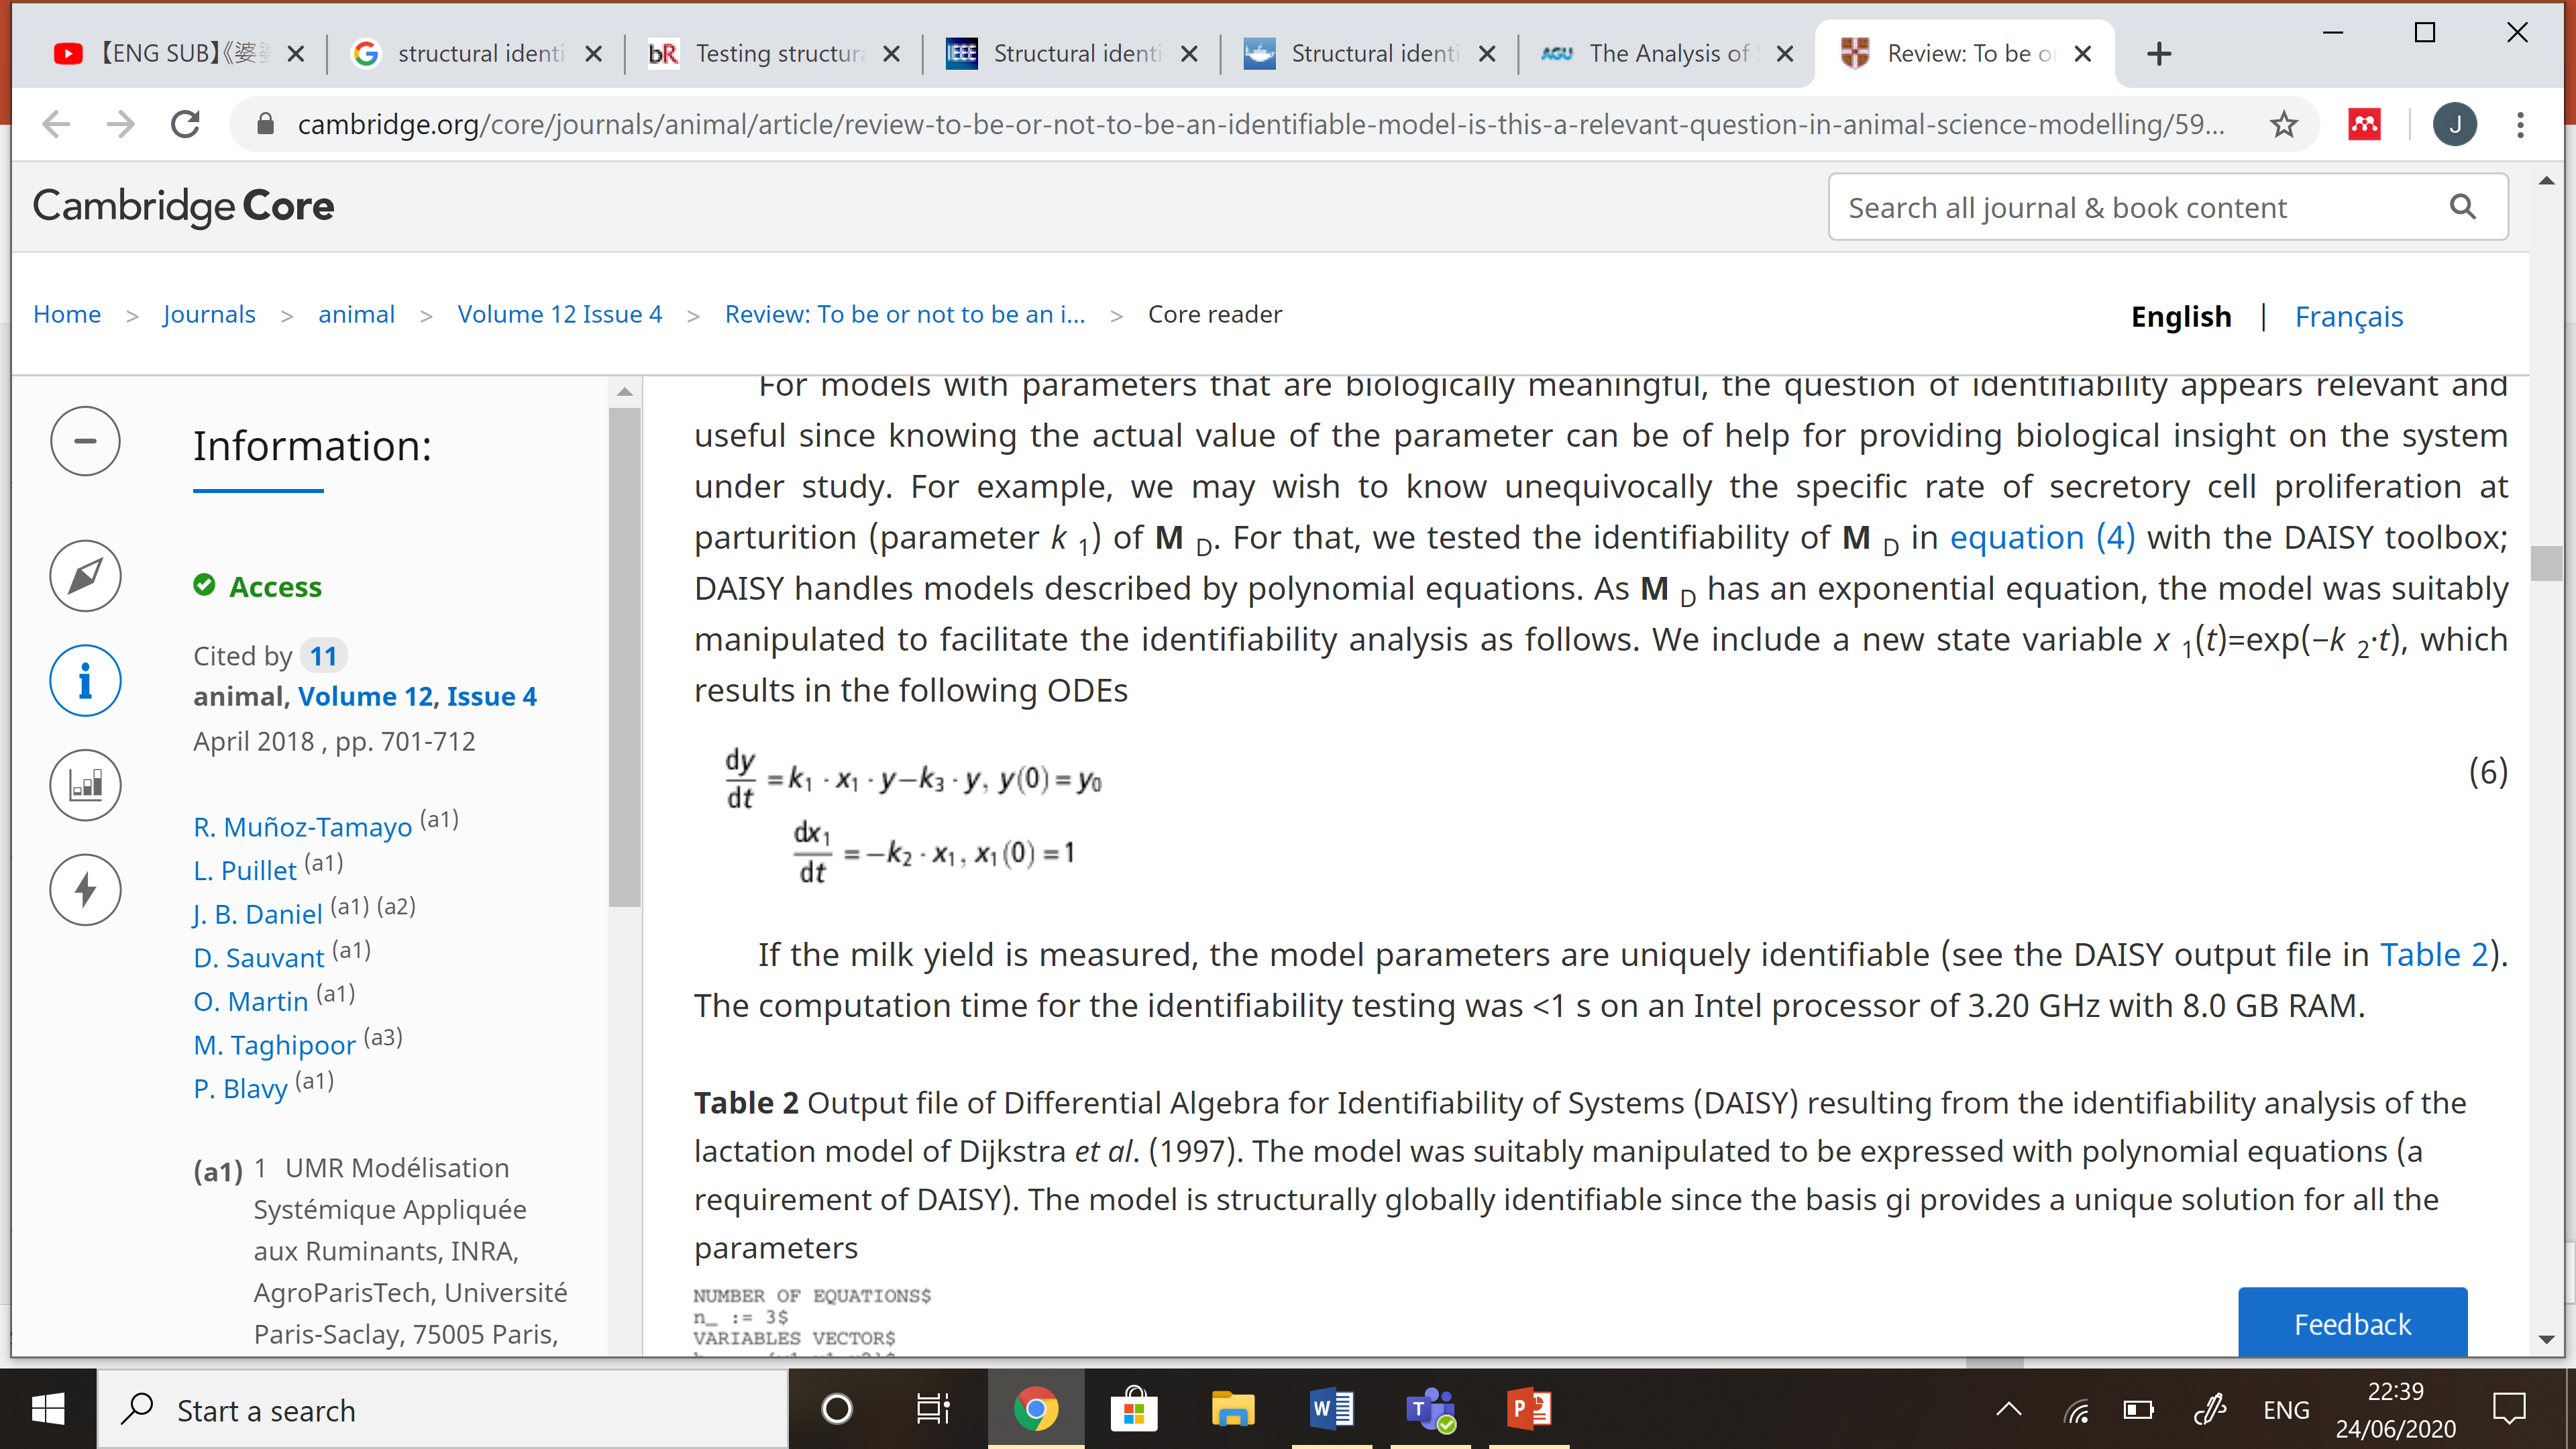 【ENG SUB】《婆
structural identi
bR Testing structura
IEEE Structural identi
Structural identi
AGU The Analysis of
Review: To be or
cambridge.org/core/journals/animal/article/review-to-be-or-not-to-be-an-identifiable-model-is-this-a-relevant-question-in-animal-science-modelling/59...
J
Cambridge Core
Search all journal & book content
Home > Journals > animal > Volume 12 Issue 4 > Review: To be or not to be an i... > Core reader
English | Français
Information:
Access
Cited by 11
animal, Volume 12, Issue 4
April 2018 , pp. 701-712
R. Muñoz-Tamayo (a1)
L. Puillet (a1)
J. B. Daniel (a1) (a2)
D. Sauvant (a1)
O. Martin (a1)
M. Taghipoor (a3)
P. Blavy (a1)
(a1) 1 UMR Modélisation
Systémique Appliquée
aux Ruminants, INRA,
AgroParisTech, Université
Paris-Saclay, 75005 Paris,
For models with parameters that are biologically meaningful, the question of identifiability appears relevant and
useful since knowing the actual value of the parameter can be of help for providing biological insight on the system
under study. For example, we may wish to know unequivocally the specific rate of secretory cell proliferation at
parturition (parameter k 1) of M D. For that, we tested the identifiability of M D in equation (4) with the DAISY toolbox;
DAISY handles models described by polynomial equations. As M D has an exponential equation, the model was suitably
manipulated to facilitate the identifiability analysis as follows. We include a new state variable x 1(t)=exp(−k 2·t), which
results in the following ODEs
dy/dt = k1 · x1 · y−k3 · y, y(0) = y0 (6)
dx1/dt = −k2 · x1, x1(0) = 1
If the milk yield is measured, the model parameters are uniquely identifiable (see the DAISY output file in Table 2).
The computation time for the identifiability testing was <1 s on an Intel processor of 3.20 GHz with 8.0 GB RAM.
Table 2 Output file of Differential Algebra for Identifiability of Systems (DAISY) resulting from the identifiability analysis of the
lactation model of Dijkstra et al. (1997). The model was suitably manipulated to be expressed with polynomial equations (a
requirement of DAISY). The model is structurally globally identifiable since the basis gi provides a unique solution for all the
parameters
NUMBER OF EQUATIONS$
n_ := 3$
VARIABLES VECTOR$
Feedback
Start a search
ENG
22:39
24/06/2020